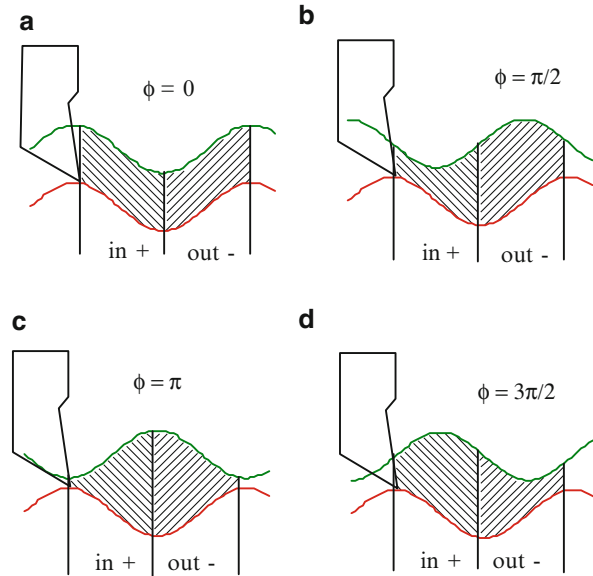 a
ϕ = 0
in + out -
b
ϕ = π/2
in + out -
c
ϕ = π
in + out -
d
ϕ = 3π/2
in + out -